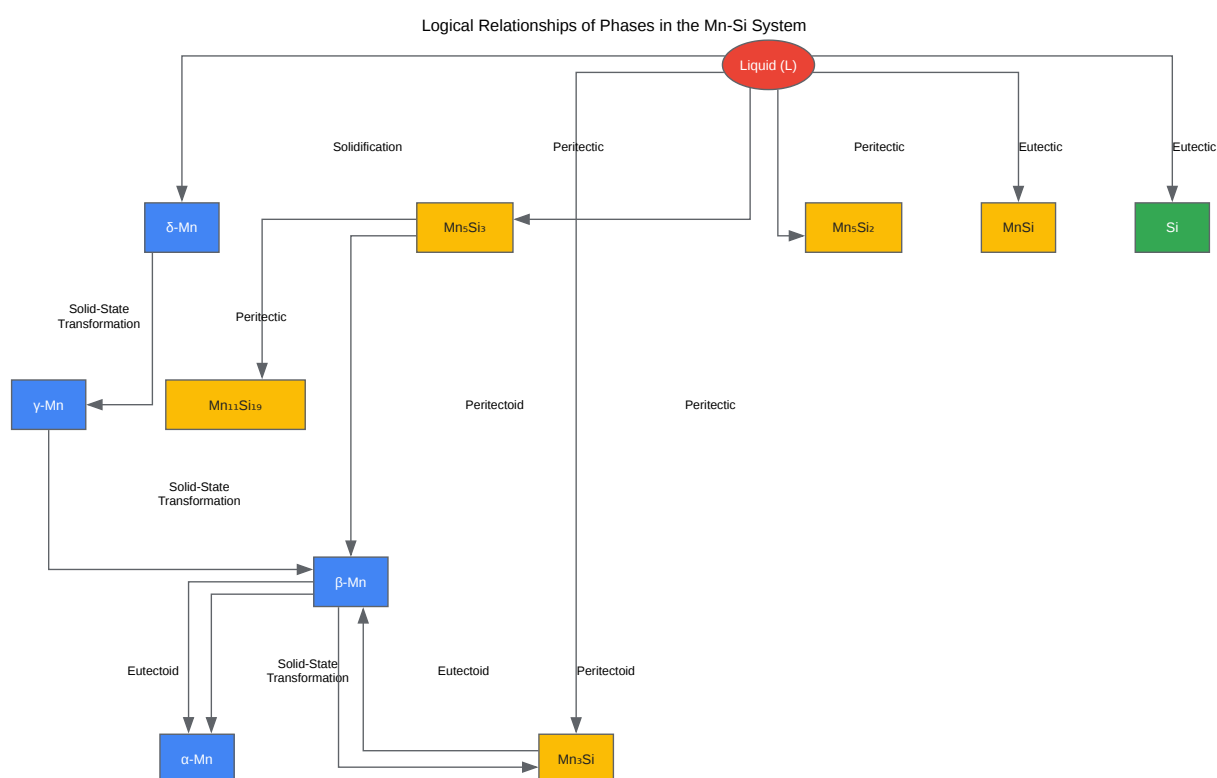 Logical Relationships of Phases in the Mn-Si System
Liquid (L)
Solidification
Peritectic
Peritectic
Eutectic
Eutectic
δ-Mn
Mn₅Si₃
Mn₅Si₂
MnSi
Si
Solid-State
Transformation
Peritectic
γ-Mn
Mn₁₁Si₁₉
Peritectoid
Peritectic
Solid-State
Transformation
β-Mn
Eutectoid
Solid-State
Transformation
Eutectoid
Peritectoid
α-Mn
Mn₃Si